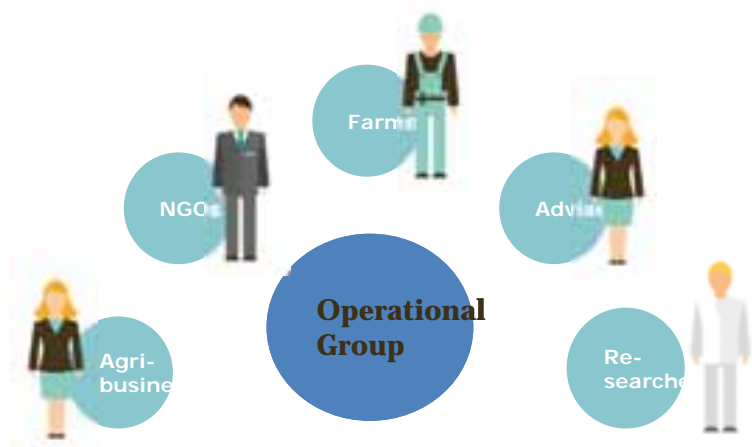 Farm
NGOs
Advis
Operational
Group
Agri-
busine
Re-
searche